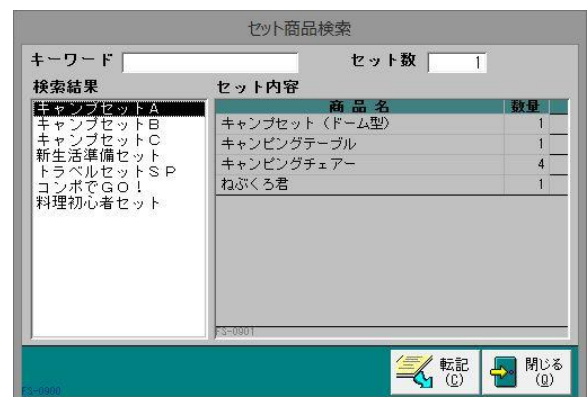 セット商品検索
キーワード
セット数 1
検索結果
セット内容
キャンプセットA
キャンプセットB
キャンプセットC
新生活準備セット
トラベルセットSP
コンポでGO!
料理初心者セット
商品名 数量
キャンプセット(ドーム型) 1
キャンピングテーブル 1
キャンピングチェアー 4
ねぶくろ君 1
FS-0901
転記(C)
閉じる(Q)
FS-0900